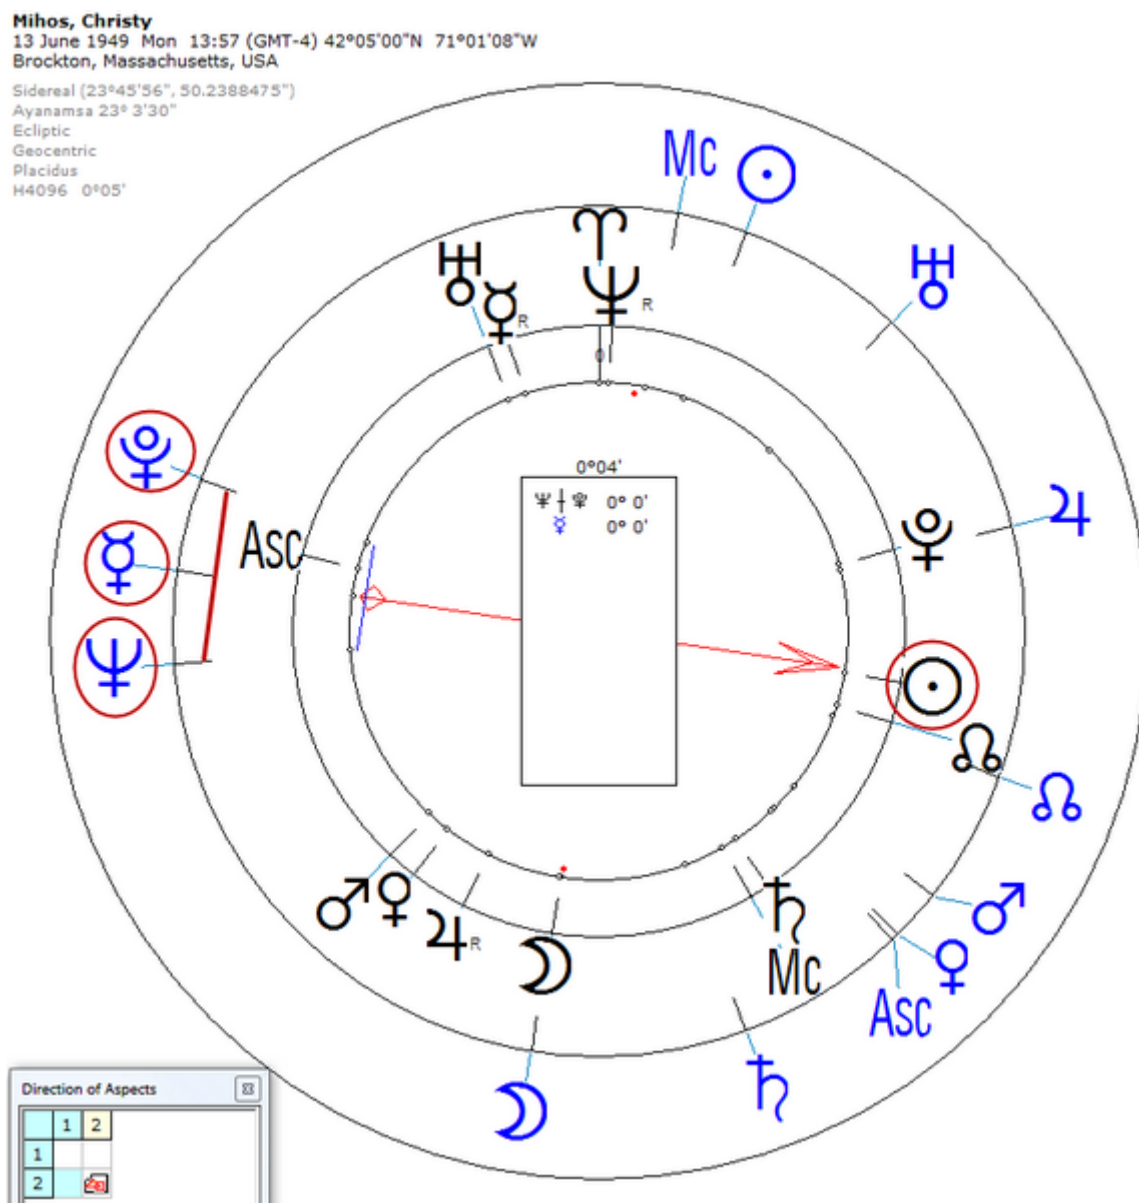 Mihos, Christy
13 June 1949 Mon 13:57 (GMT-4) 42°05'00"N 71°01'08"W
Brockton, Massachusetts, USA
Sidereal (23°45'56", 50.2388475")
Ayanamsa 23° 3'30"
Ecliptic
Geocentric
Placidus
H4096 0°05'
Mc
R
R
0
0°04'
0° 0'
0° 0'
Asc
R
Mc
Asc
Direction of Aspects
1 2
1
2